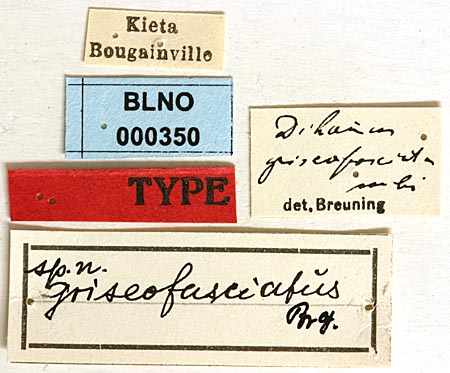 Kieta
Bougainville
BLNO
000350
TYPE
Dihammus
griseofasciatus
mihi
det. Breuning
sp. n.
griseofasciatus
Brg.